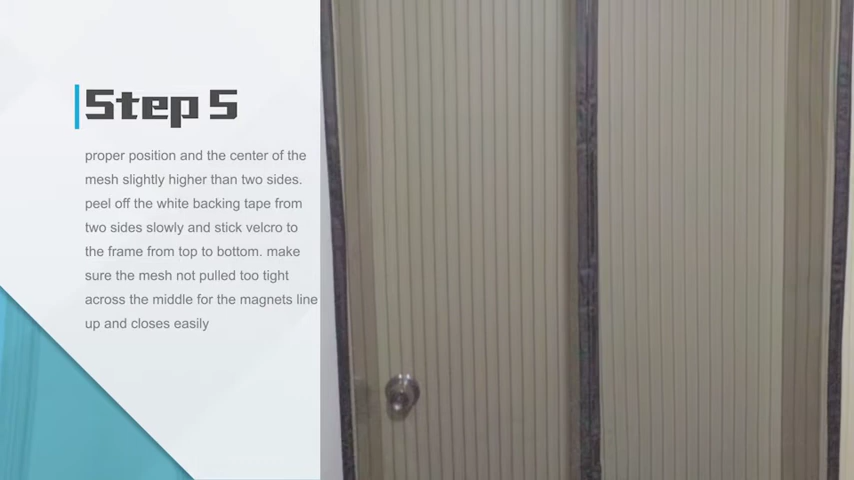 Step 5
proper position and the center of the
mesh slightly higher than two sides.
peel off the white backing tape from
two sides slowly and stick velcro to
the frame from top to bottom. make
sure the mesh not pulled too tight
across the middle for the magnets line
up and closes easily